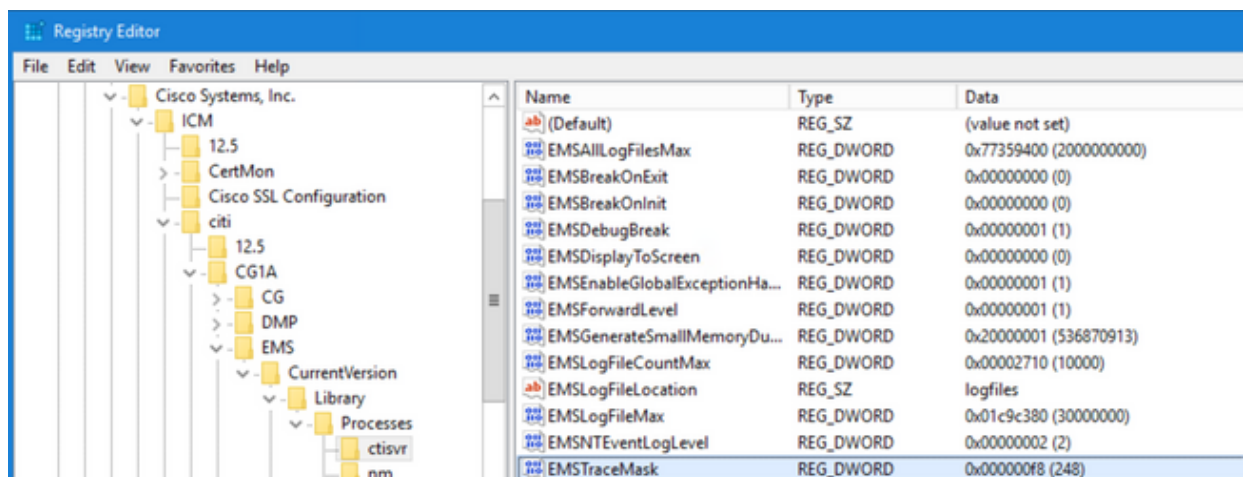 Registry Editor
File Edit View Favorites Help
Cisco Systems, Inc.
ICM
12.5
CertMon
Cisco SSL Configuration
citi
12.5
CG1A
CG
DMP
EMS
CurrentVersion
Library
Processes
ctisvr
nm
Name Type Data
ab (Default) REG_SZ (value not set)
EMSAllLogFilesMax REG_DWORD 0x77359400 (2000000000)
EMSBreakOnExit REG_DWORD 0x00000000 (0)
EMSBreakOnInit REG_DWORD 0x00000000 (0)
EMSDebugBreak REG_DWORD 0x00000001 (1)
EMSDisplayToScreen REG_DWORD 0x00000000 (0)
EMSEnableGlobalExceptionHa... REG_DWORD 0x00000001 (1)
EMSForwardLevel REG_DWORD 0x00000001 (1)
EMSGenerateSmallMemoryDu... REG_DWORD 0x20000001 (536870913)
EMSLogFileCountMax REG_DWORD 0x00002710 (10000)
ab EMSLogFileLocation REG_SZ logfiles
EMSLogFileMax REG_DWORD 0x01c9c380 (30000000)
EMSNTEventLogLevel REG_DWORD 0x00000002 (2)
EMSTraceMask REG_DWORD 0x000000f8 (248)